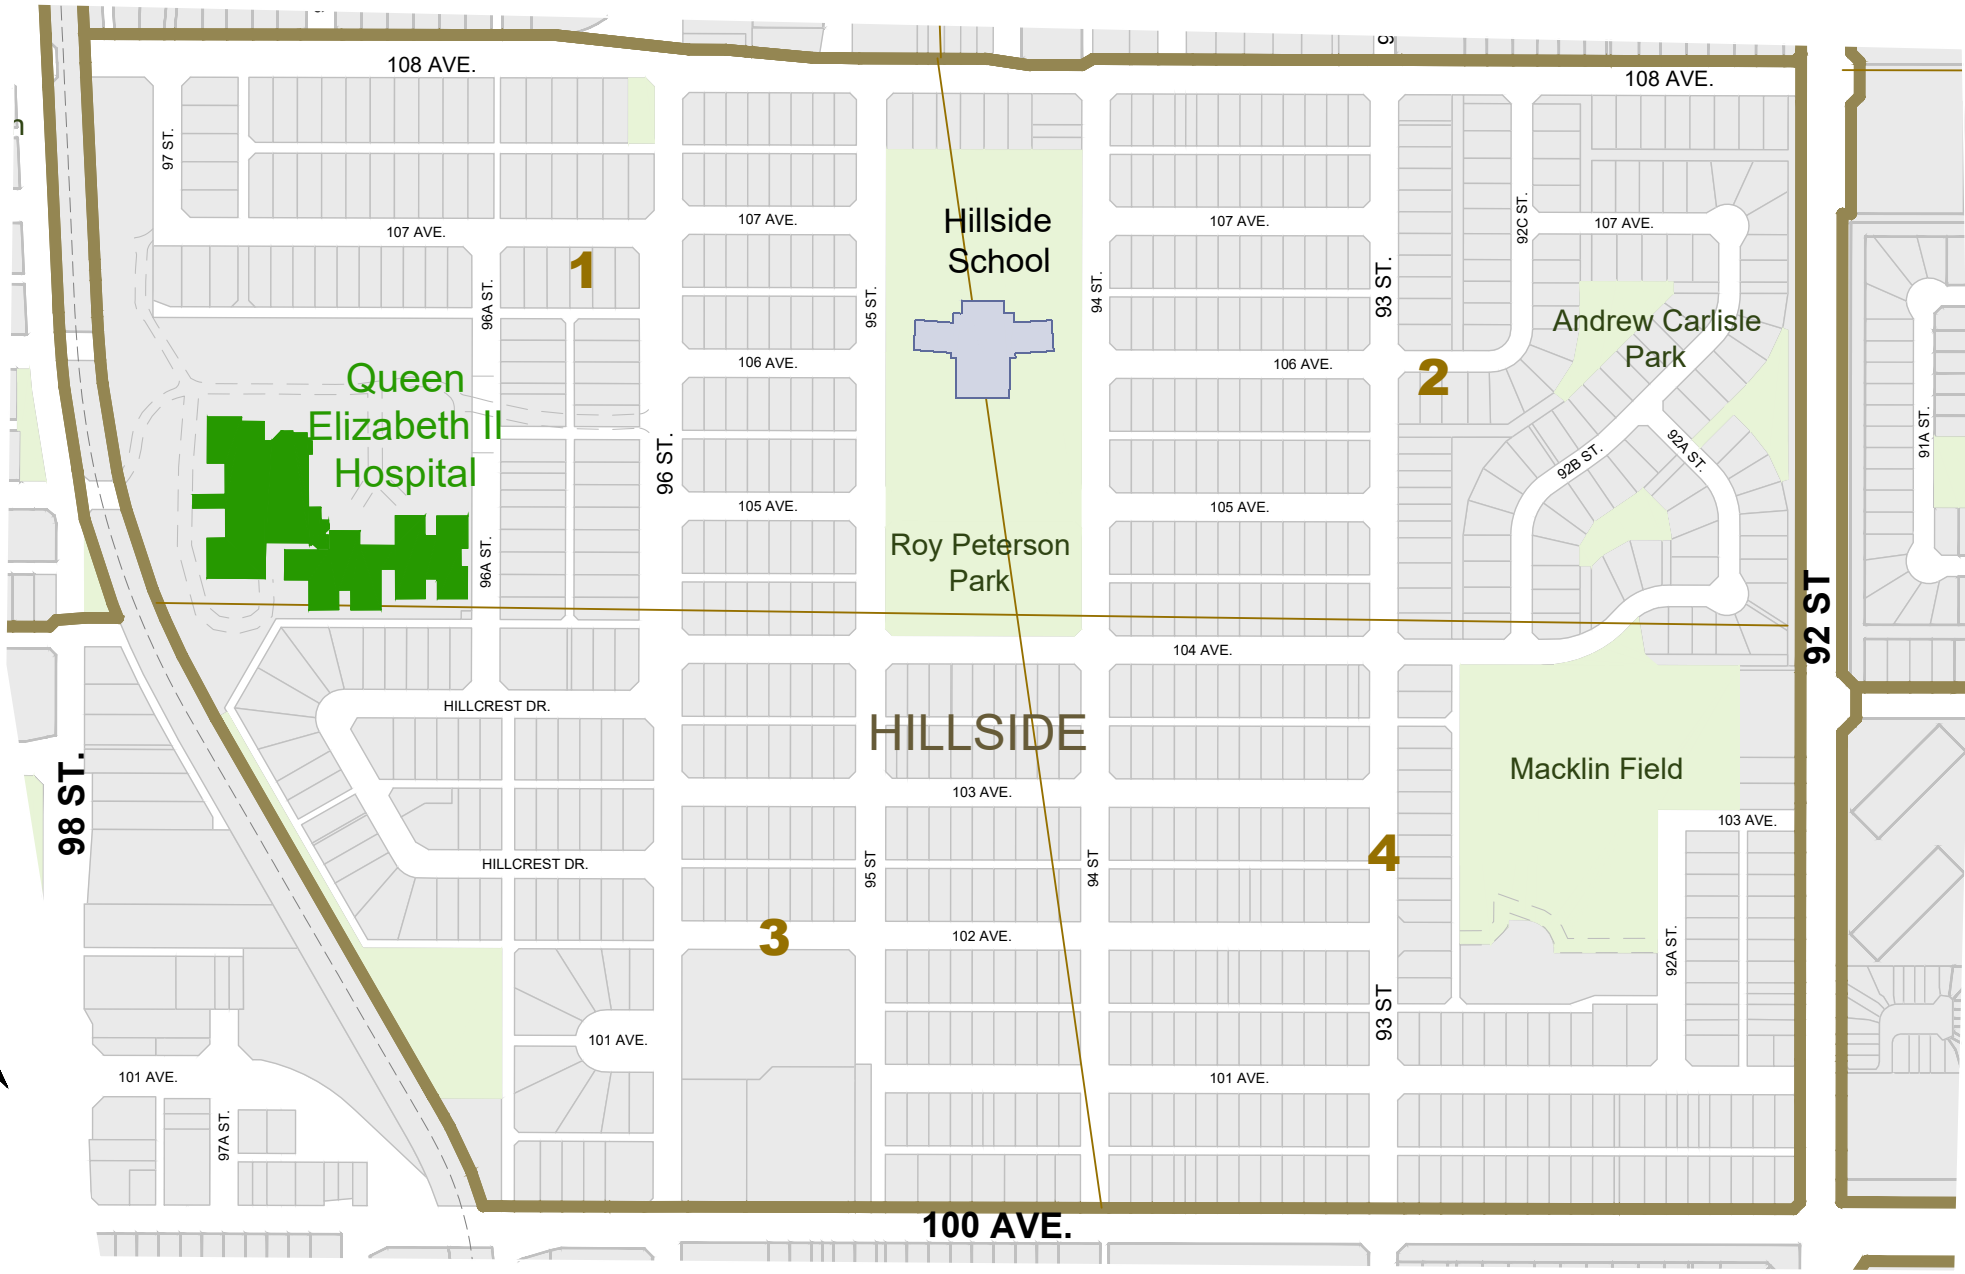 108 AVE.
108 AVE.
97 ST.
107 AVE.
107 AVE.
107 AVE.
107 AVE.
92C ST.
Hillside
School
1
96A ST.
95 ST.
94 ST.
93 ST.
Andrew Carlisle
Park
106 AVE.
106 AVE.
2
Queen
Elizabeth II
Hospital
96 ST.
92B ST.
92A ST.
91A ST.
105 AVE.
105 AVE.
96A ST.
Roy Peterson
Park
92 ST
104 AVE.
HILLCREST DR.
HILLSIDE
Macklin Field
98 ST.
103 AVE.
103 AVE.
HILLCREST DR.
95 ST
94 ST
4
3
102 AVE.
92A ST.
93 ST
101 AVE.
101 AVE.
101 AVE.
97A ST.
100 AVE.